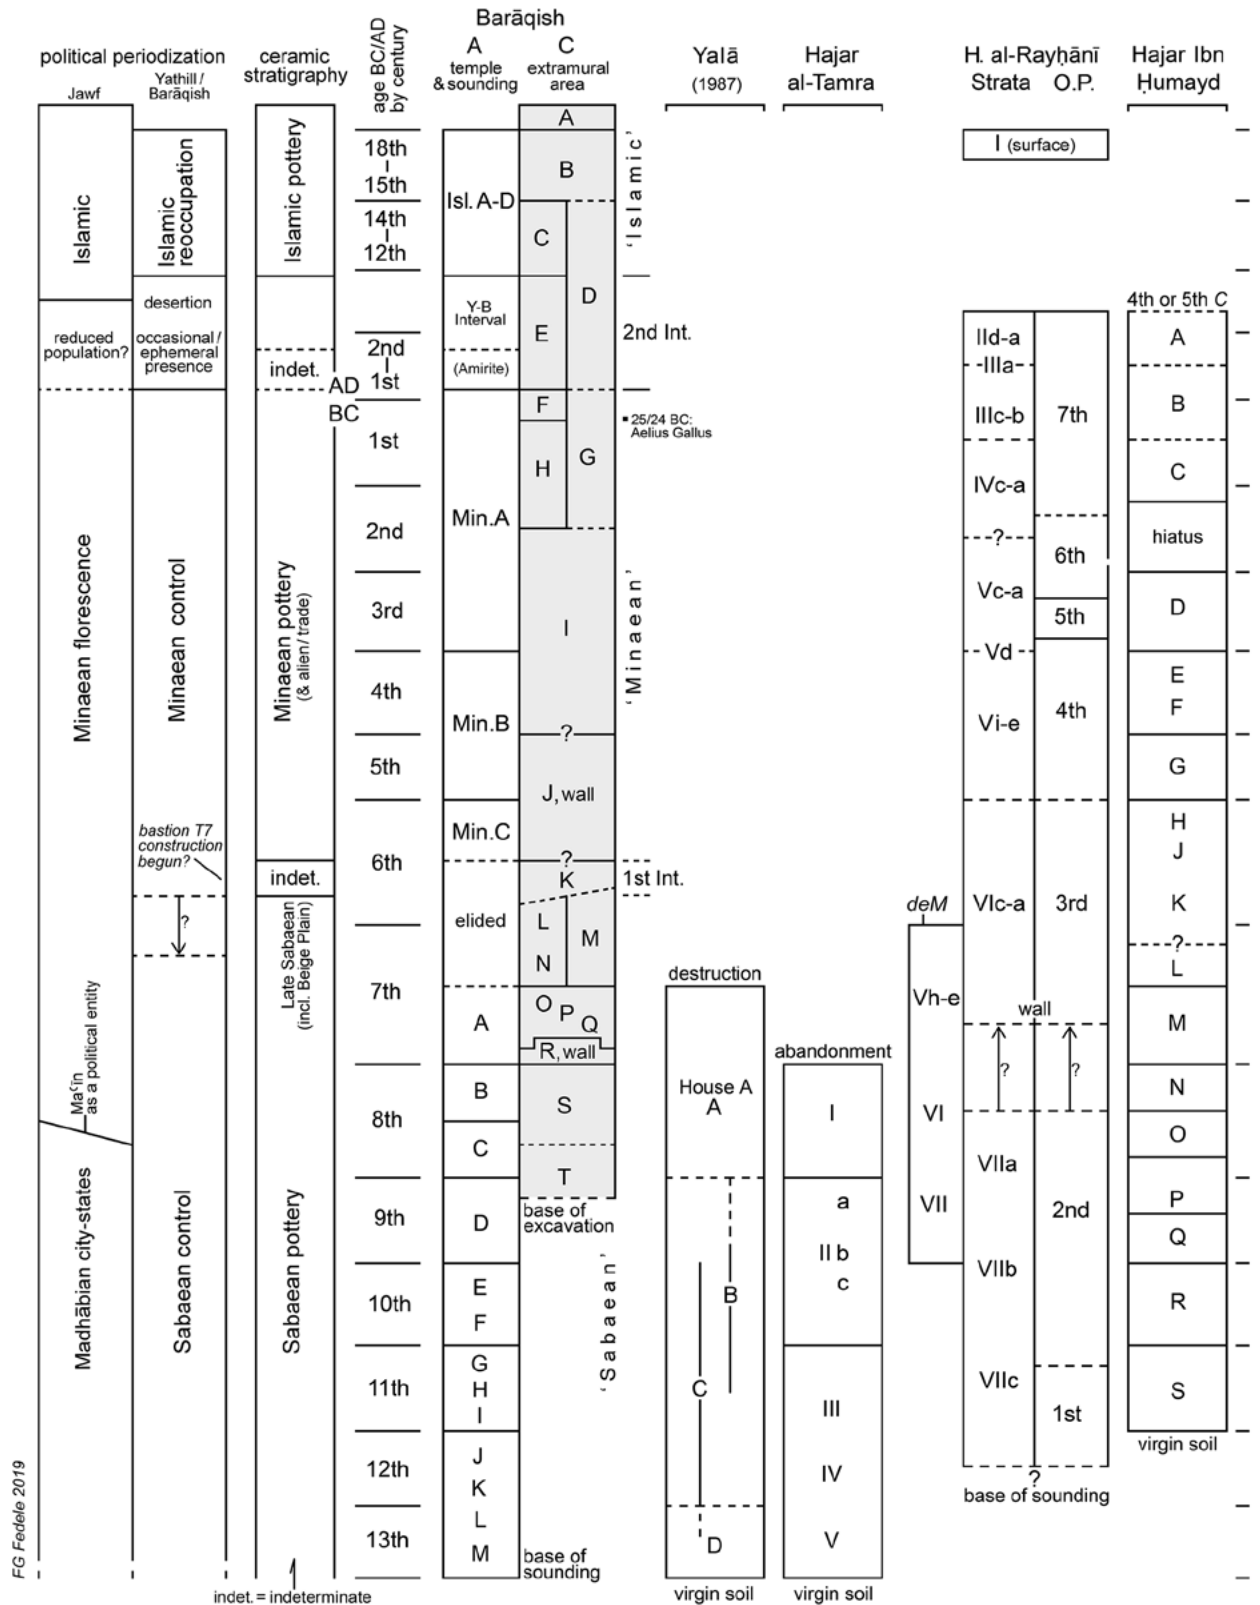 Barāqish
political periodization
Jawf
Yathill /
Barāqish
ceramic
stratigraphy
age BC/AD
by century
A
temple
& sounding
C
extramural
area
Yalā
(1987)
Hajar
al-Tamra
H. al-Rayḥānī
Strata
O.P.
Hajar Ibn
Ḥumayd
Islamic
reduced
population?
Minaean florescence
Maʿīn
as a political entity
Madhābian city-states
Islamic
reoccupation
desertion
occasional /
ephemeral
presence
Minaean control
bastion T7
construction
begun?
?
Sabaean control
Islamic pottery
indet.
AD
BC
Minaean pottery
(& alien / trade)
indet.
Late Sabaean
(incl. Beige Plain)
Sabaean pottery
indet. = indeterminate
18th
15th
14th
12th
2nd
1st
1st
2nd
3rd
4th
5th
6th
7th
8th
9th
10th
11th
12th
13th
Isl. A-D
Y-B
Interval
(Amirite)
Min.A
Min.B
Min.C
elided
A
B
C
D
E
F
G
H
I
J
K
L
M
base of
sounding
A
B
C
D
E
F
G
H
I
?
J, wall
?
K
L
M
N
O
P
Q
R, wall
S
T
base of
excavation
'Islamic'
2nd Int.
25/24 BC:
Aelius Gallus
'Minaean'
1st Int.
'Sabaean'
destruction
House A
A
B
C
D
virgin soil
abandonment
I
a
II b
c
III
IV
V
virgin soil
deM
Vh-e
VI
VII
I (surface)
IId-a
IIIa
IIIc-b
IVc-a
?
Vc-a
Vd
Vi-e
VIc-a
wall
?
VIIa
VIIb
VIIc
7th
6th
5th
4th
3rd
?
2nd
1st
?
base of sounding
4th or 5th C
A
B
C
hiatus
D
E
F
G
H
J
K
?
L
M
N
O
P
Q
R
S
virgin soil
FG Fedele 2019